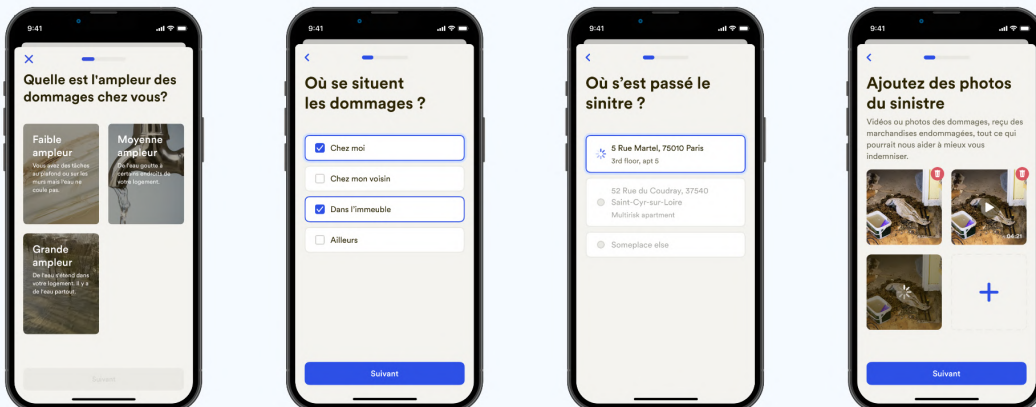 9:41
Quelle est l'ampleur des
dommages chez vous?
Faible
ampleur
Vous avez des tâches
au plafond ou sur les
murs mais l'eau ne
coule pas.
Moyenne
ampleur
De l'eau goutte à
certains endroits de
votre logement.
Grande
ampleur
De l'eau s'étend dans
votre logement. Il y a
de l'eau partout.
Suivant
9:41
Où se situent
les dommages ?
Chez moi
Chez mon voisin
Dans l'immeuble
Ailleurs
Suivant
9:41
Où s'est passé le
sinitre ?
5 Rue Martel, 75010 Paris
3rd floor, apt 5
52 Rue du Coudray, 37540
Saint-Cyr-sur-Loire
Multirisk apartment
Someplace else
9:41
Ajoutez des photos
du sinistre
Vidéos ou photos des dommages, reçu des
marchandises endommagées, tout ce qui
pourrait nous aider à mieux vous
indemniser.
04:21
Suivant